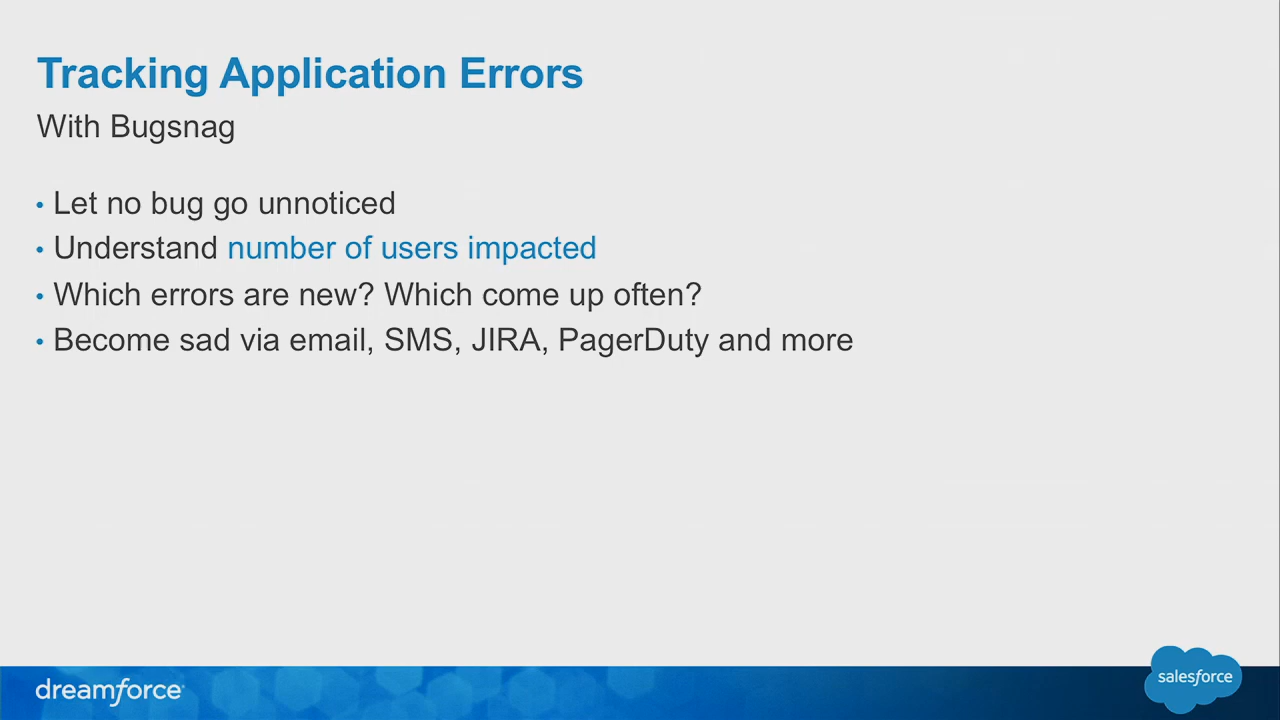 Tracking Application Errors
With Bugsnag
• Let no bug go unnoticed
• Understand number of users impacted
• Which errors are new? Which come up often?
• Become sad via email, SMS, JIRA, PagerDuty and more
dreamforce
salesforce